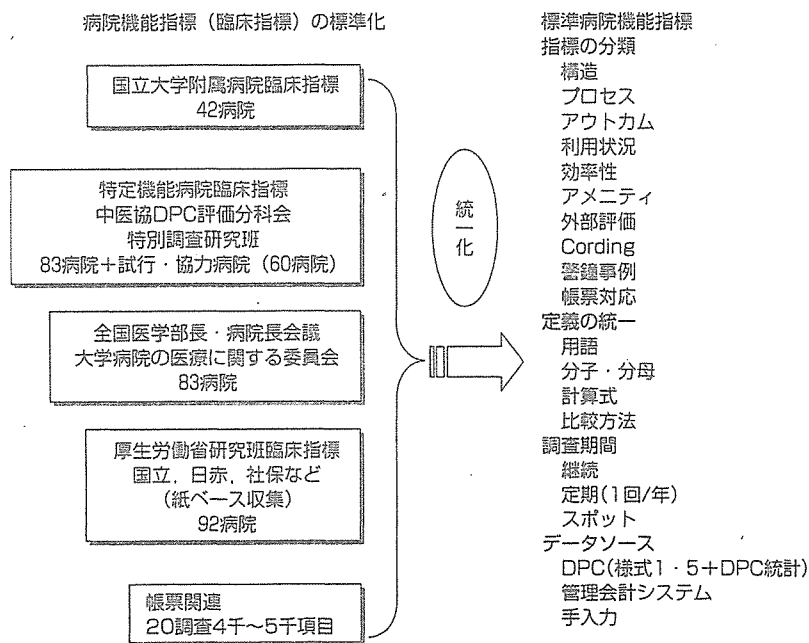 病院機能指標（臨床指標）の標準化
国立大学附属病院臨床指標
42病院
特定機能病院臨床指標
中医協DPC評価分科会
特別調査研究班
83病院＋試行・協力病院（60病院）
全国医学部長・病院長会議
大学病院の医療に関する委員会
83病院
厚生労働省研究班臨床指標
国立，日赤，社保など
（紙ベース収集）
92病院
帳票関連
20調査4千～5千項目
統一化
標準病院機能指標
指標の分類
構造
プロセス
アウトカム
利用状況
効率性
アメニティ
外部評価
Cording
警鐘事例
帳票対応
定義の統一
用語
分子・分母
計算式
比較方法
調査期間
継続
定期(1回/年)
スポット
データソース
DPC(様式1・5＋DPC統計)
管理会計システム
手入力